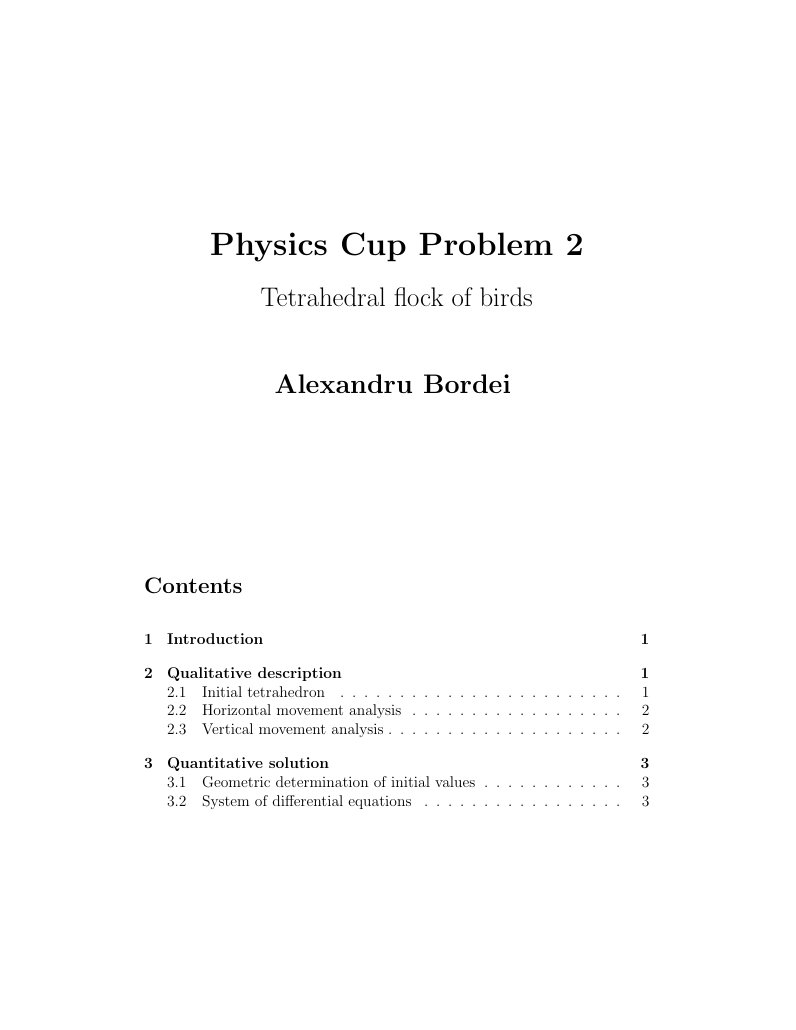 Physics Cup Problem 2
Tetrahedral flock of birds
Alexandru Bordei
Contents
1 Introduction 1
2 Qualitative description 1
2.1 Initial tetrahedron . . . . . . . . . . . . . . . . . . . . . . . . 1
2.2 Horizontal movement analysis . . . . . . . . . . . . . . . . . . 2
2.3 Vertical movement analysis . . . . . . . . . . . . . . . . . . . . 2
3 Quantitative solution 3
3.1 Geometric determination of initial values . . . . . . . . . . . . 3
3.2 System of differential equations . . . . . . . . . . . . . . . . . 3